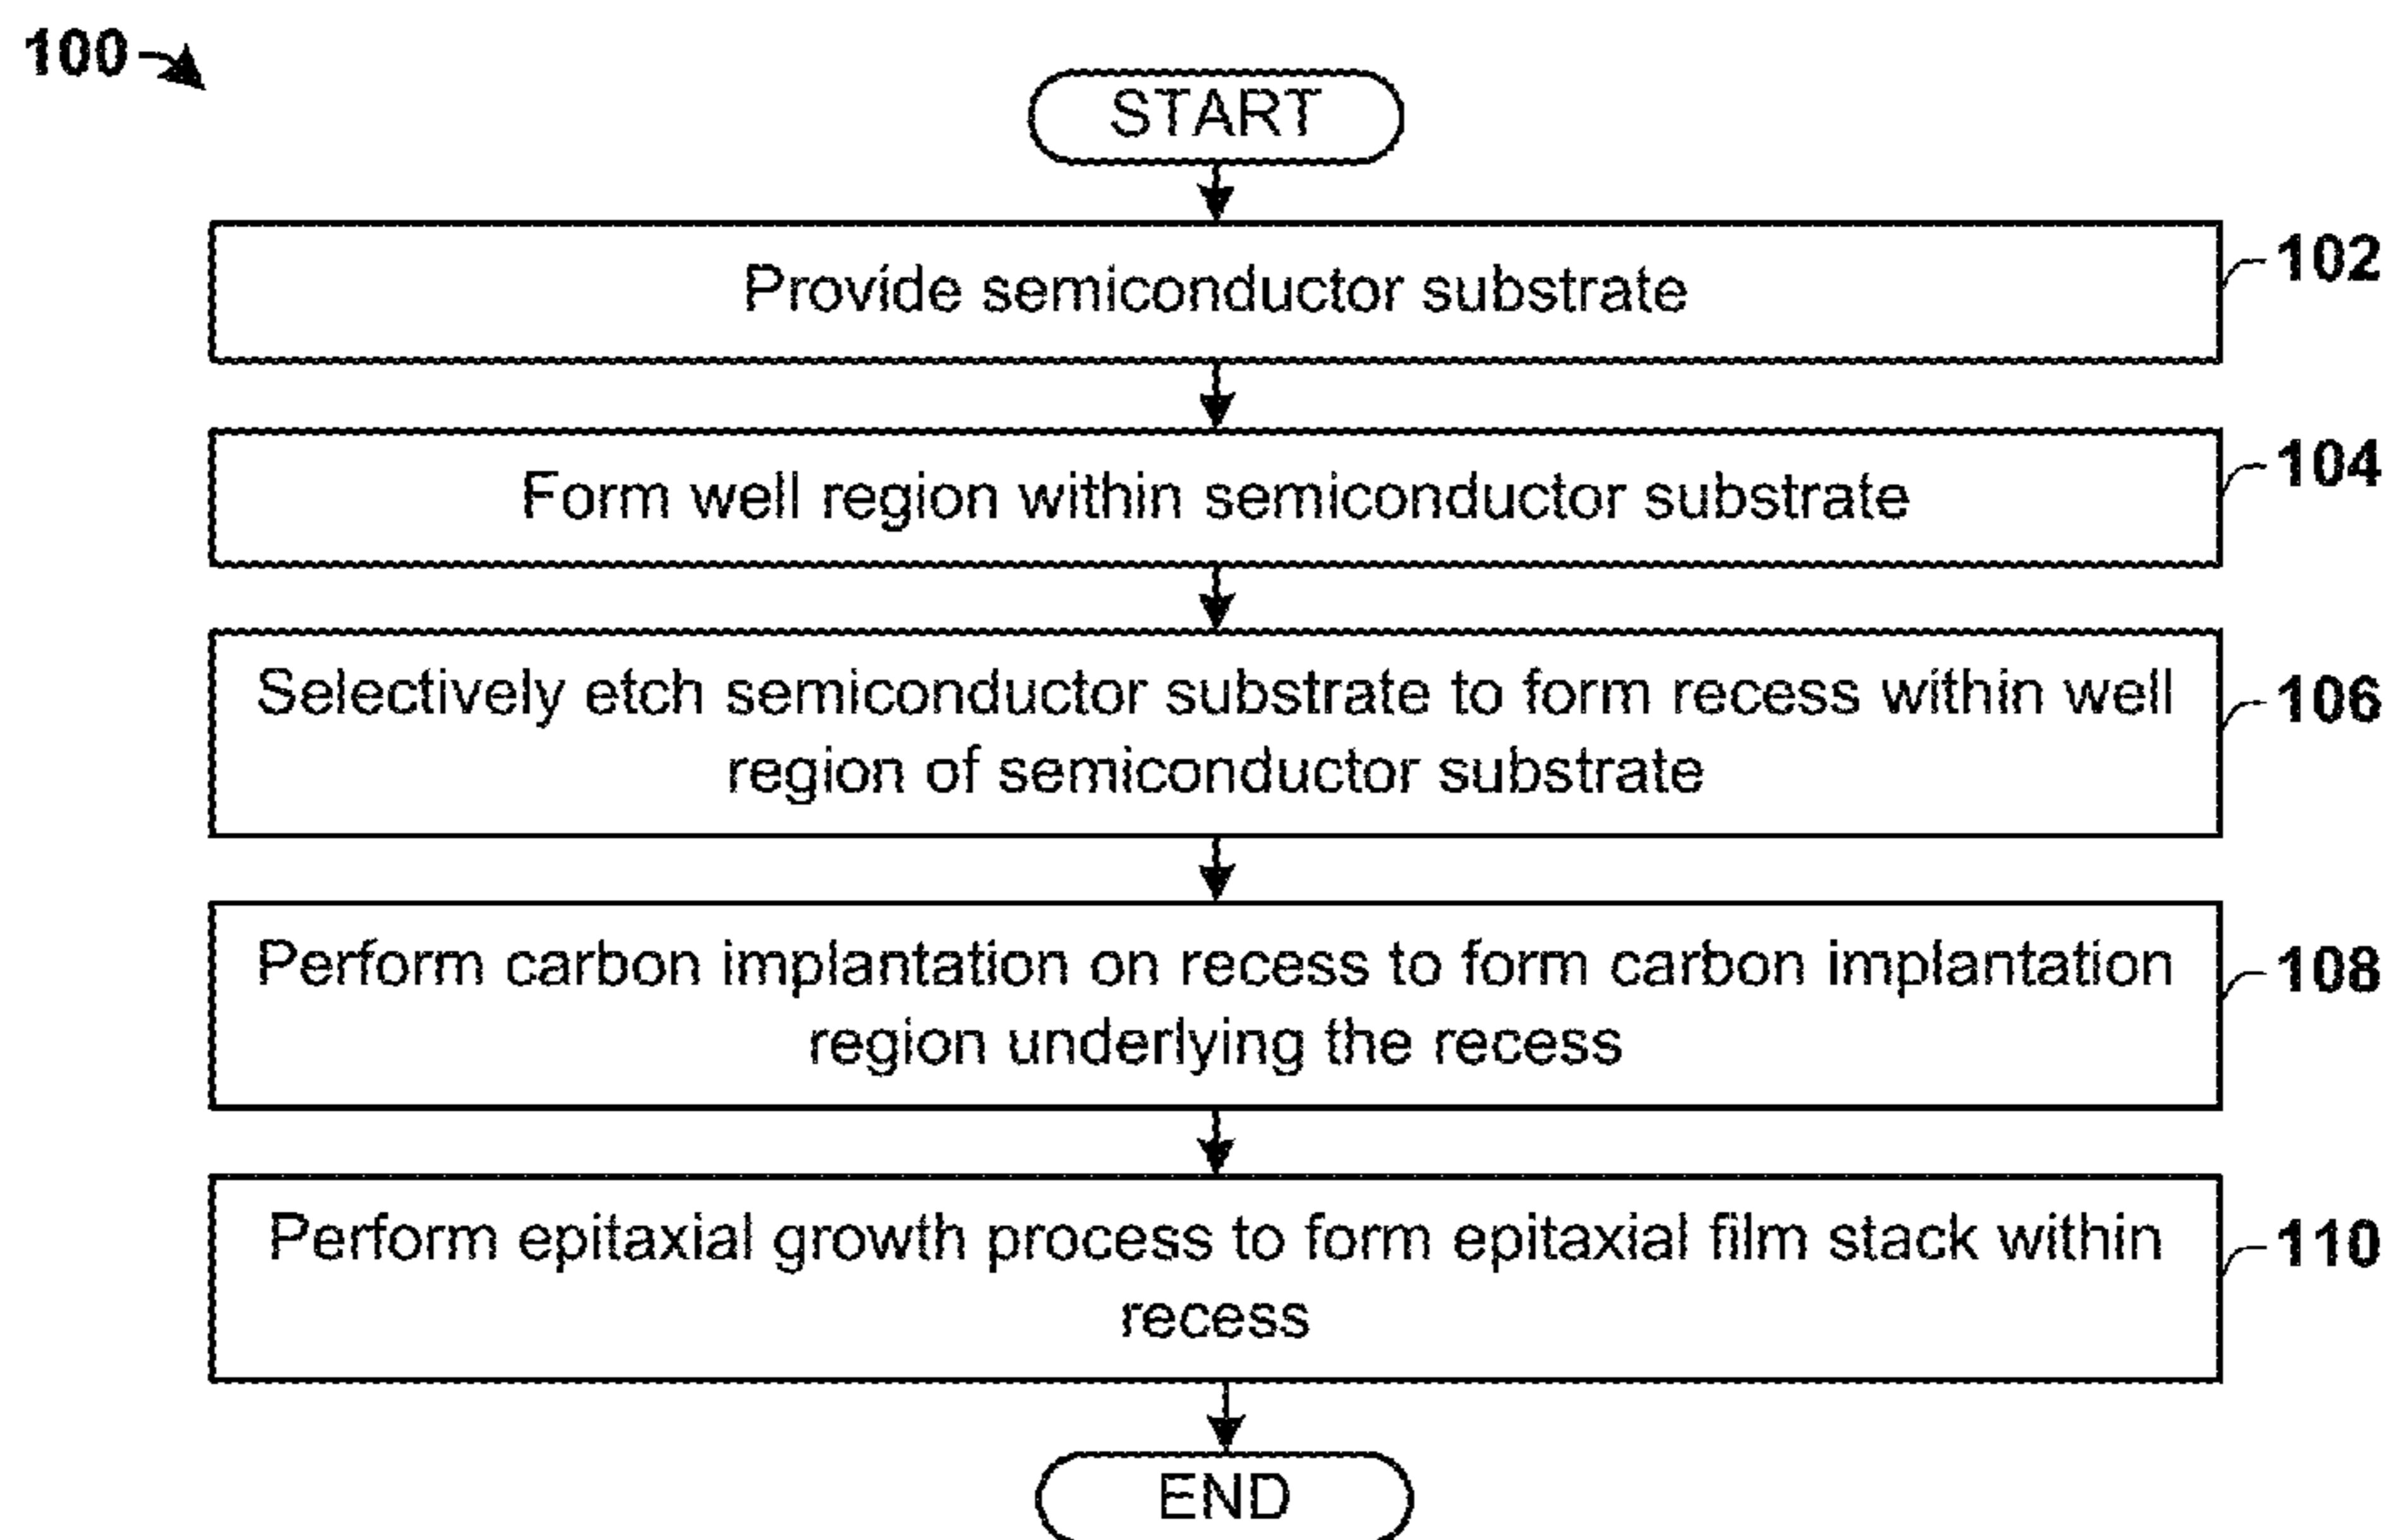 100
START
Provide semiconductor substrate
102
Form well region within semiconductor substrate
104
Selectively etch semiconductor substrate to form recess within well
region of semiconductor substrate
106
Perform carbon implantation on recess to form carbon implantation
region underlying the recess
108
Perform epitaxial growth process to form epitaxial film stack within
recess
110
END